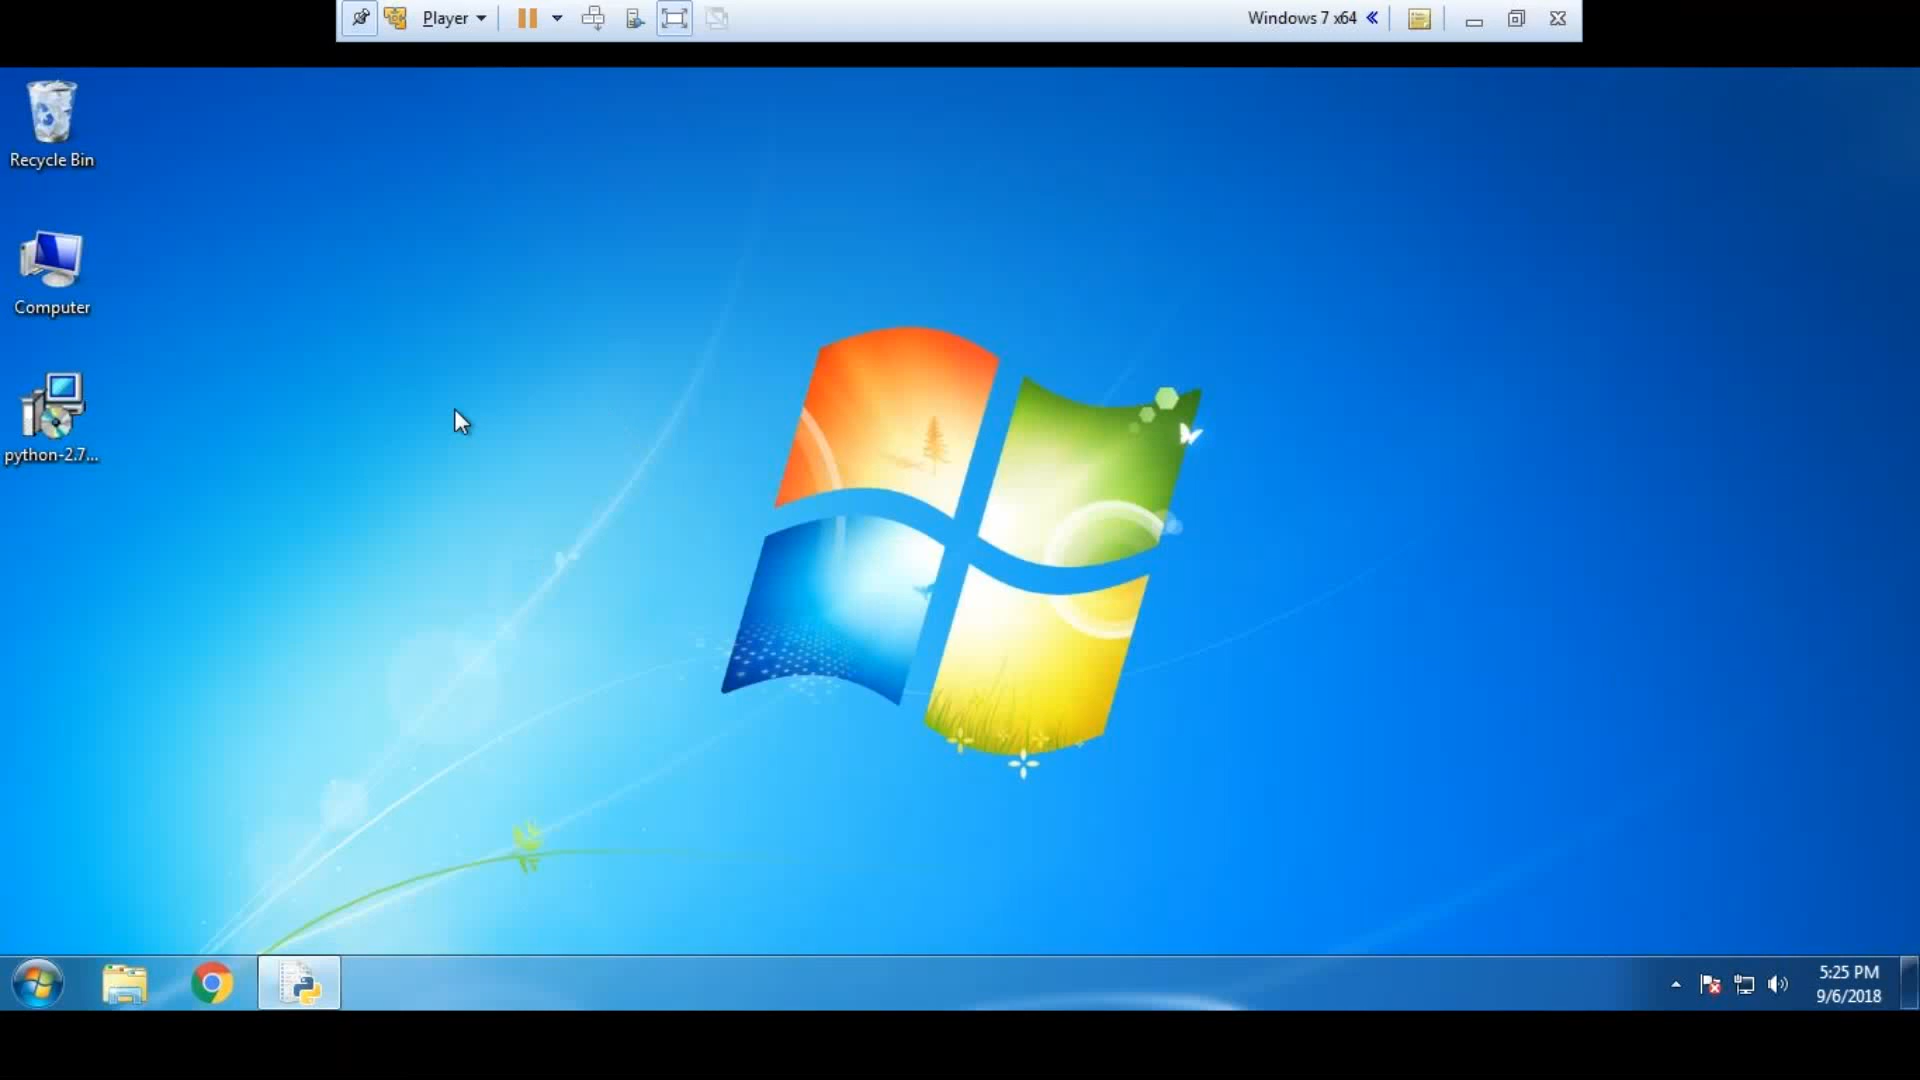 Player
Windows 7 x64
Recycle Bin
Computer
python-2.7...
5:25 PM
9/6/2018